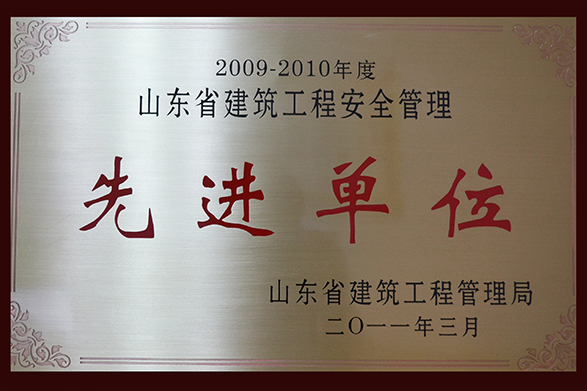 2009-2010年度
山东省建筑工程安全管理
先进单位
山东省建筑工程管理局
二〇一一年三月